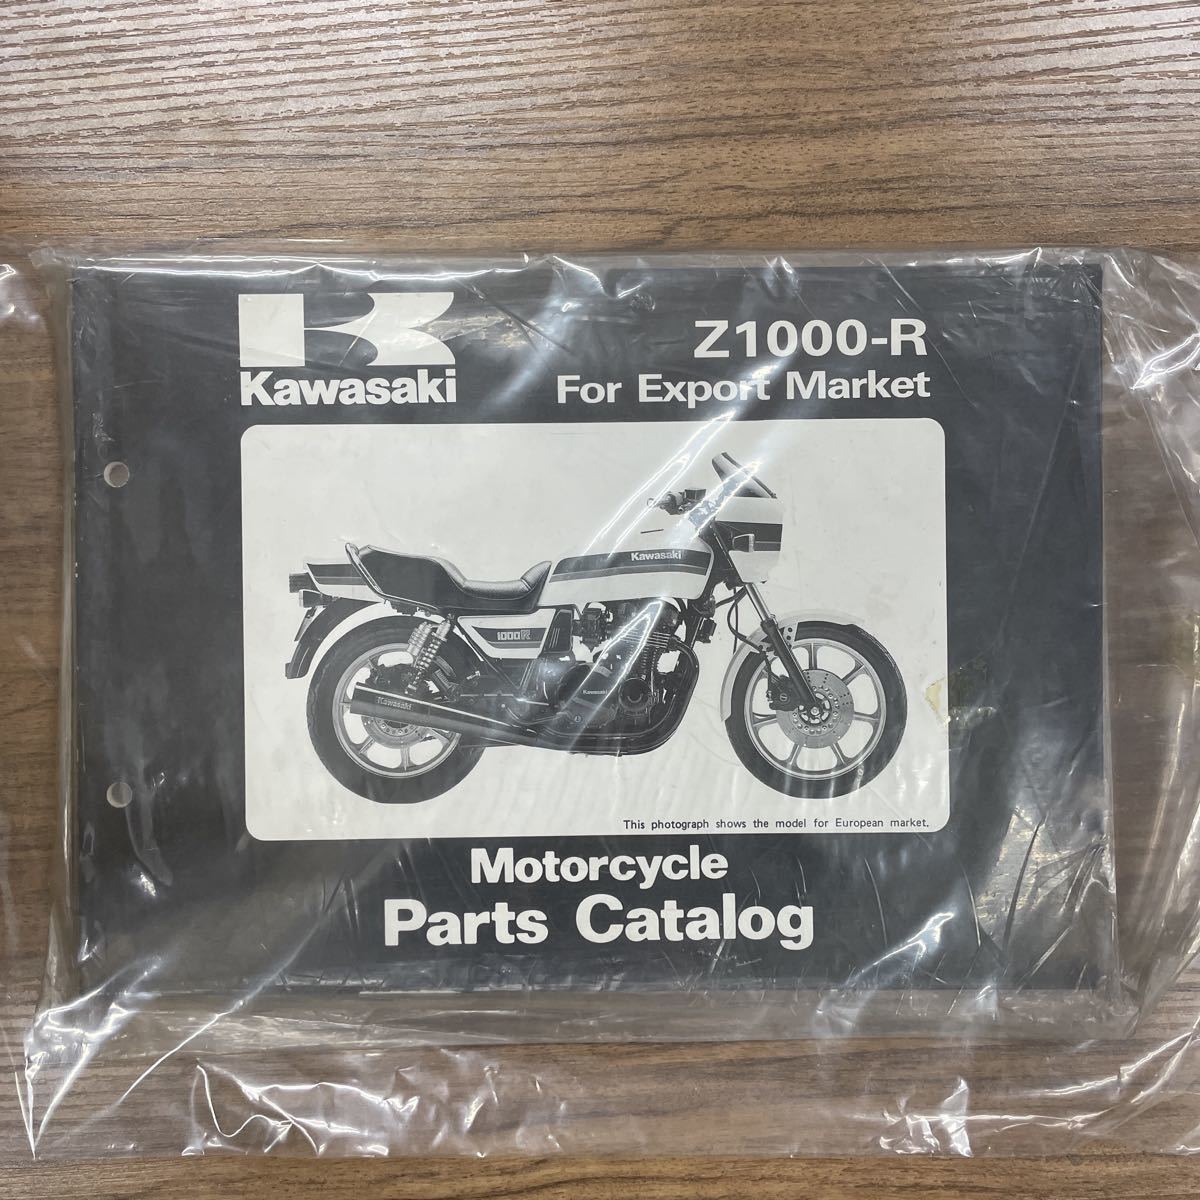 Kawasaki
Z1000-R
For Export Market
Kawasaki
1000R
Kawasaki
Kawasaki
This photograph shows the model for European market.
Motorcycle
Parts Catalog